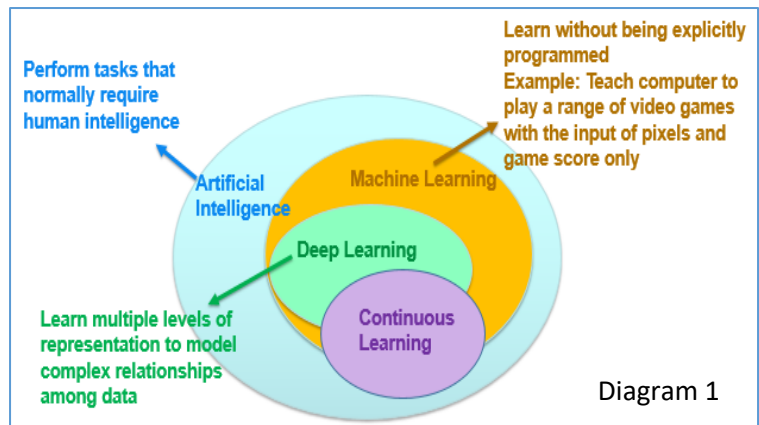 Learn without being explicitly
programmed
Example: Teach computer to
play a range of video games
with the input of pixels and
game score only
Perform tasks that
normally require
human intelligence
Artificial
Intelligence
Machine Learning
Deep Learning
Continuous
Learning
Learn multiple levels of
representation to model
complex relationships
among data
Diagram 1